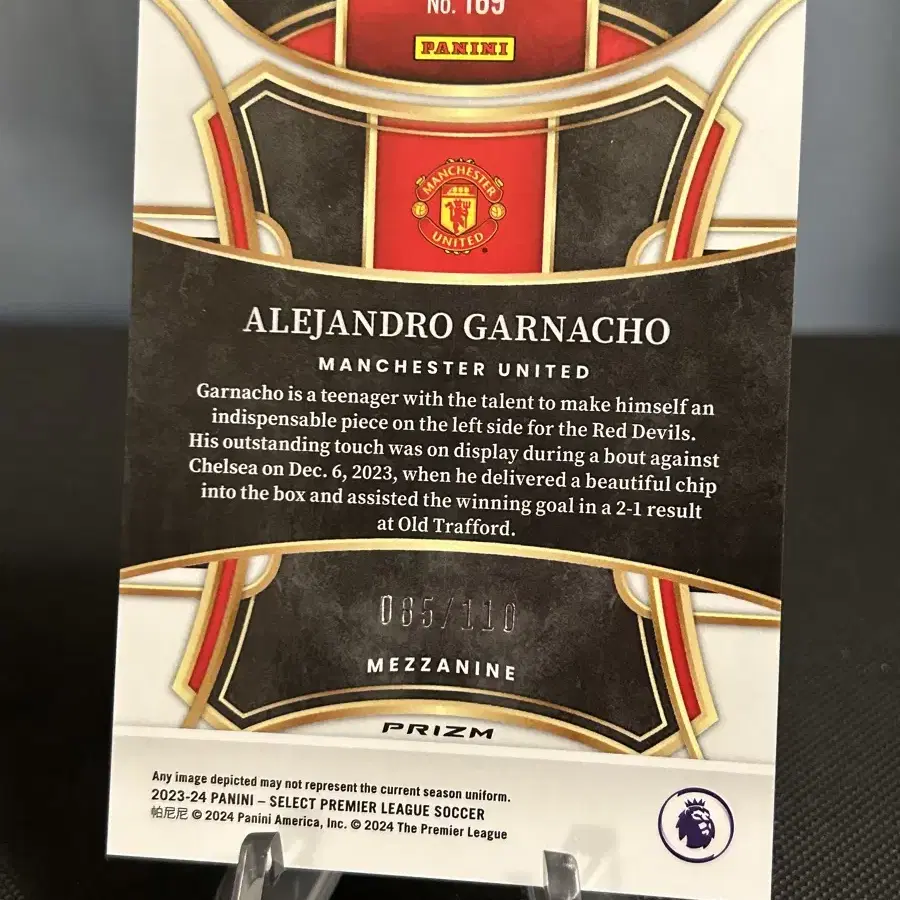 No. 169
PANINI
MANCHESTER
UNITED
ALEJANDRO GARNACHO
MANCHESTER UNITED
Garnacho is a teenager with the talent to make himself an
indispensable piece on the left side for the Red Devils.
His outstanding touch was on display during a bout against
Chelsea on Dec. 6, 2023, when he delivered a beautiful chip
into the box and assisted the winning goal in a 2-1 result
at Old Trafford.
085/110
MEZZANINE
PRIZM
Any image depicted may not represent the current season uniform.
2023-24 PANINI – SELECT PREMIER LEAGUE SOCCER
帕尼尼 © 2024 Panini America, Inc. © 2024 The Premier League